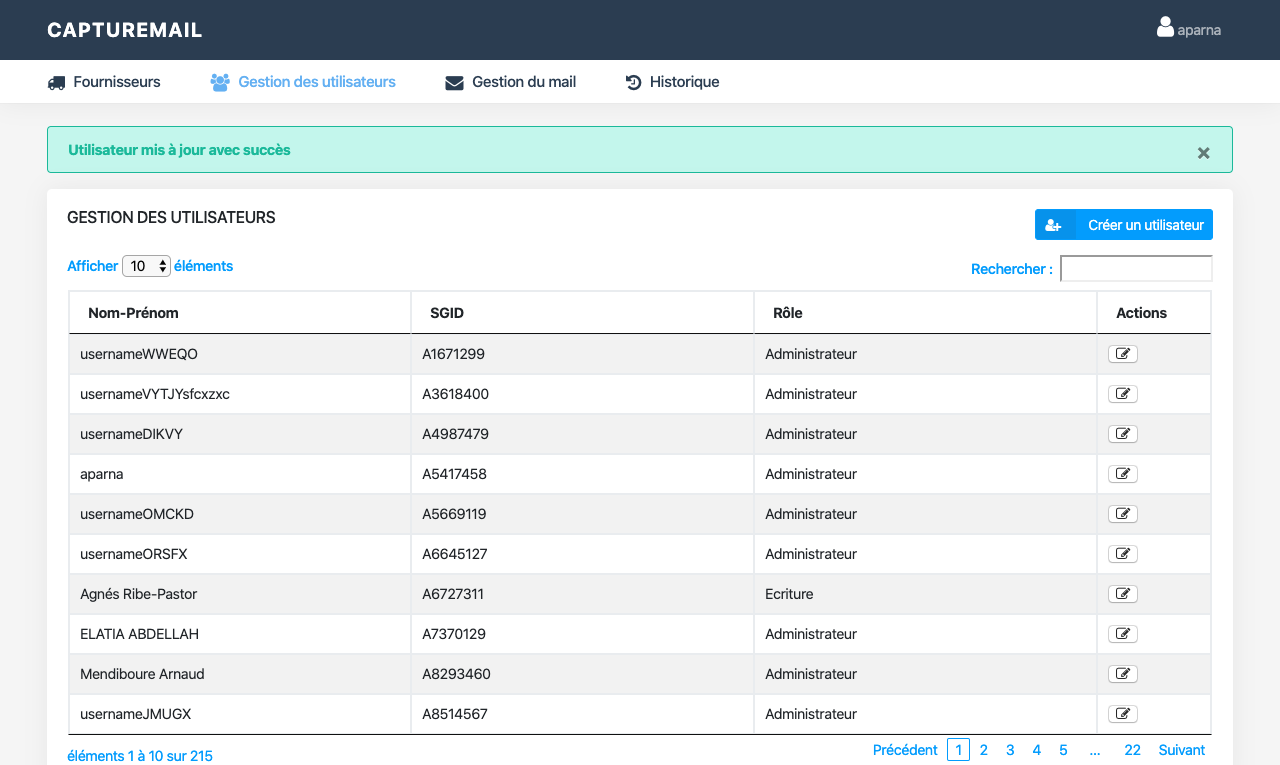 CAPTUREMAIL
aparna
Fournisseurs Gestion des utilisateurs Gestion du mail Historique
Utilisateur mis à jour avec succès ×
GESTION DES UTILISATEURS
Créer un utilisateur
Afficher 10 éléments
Rechercher :
Nom-Prénom SGID Rôle Actions
usernameWWEQO A1671299 Administrateur
usernameVYTJYsfcxzxc A3618400 Administrateur
usernameDIKVY A4987479 Administrateur
aparna A5417458 Administrateur
usernameOMCKD A5669119 Administrateur
usernameORSFX A6645127 Administrateur
Agnés Ribe-Pastor A6727311 Ecriture
ELATIA ABDELLAH A7370129 Administrateur
Mendiboure Arnaud A8293460 Administrateur
usernameJMUGX A8514567 Administrateur
éléments 1 à 10 sur 215
Précédent 1 2 3 4 5 ... 22 Suivant